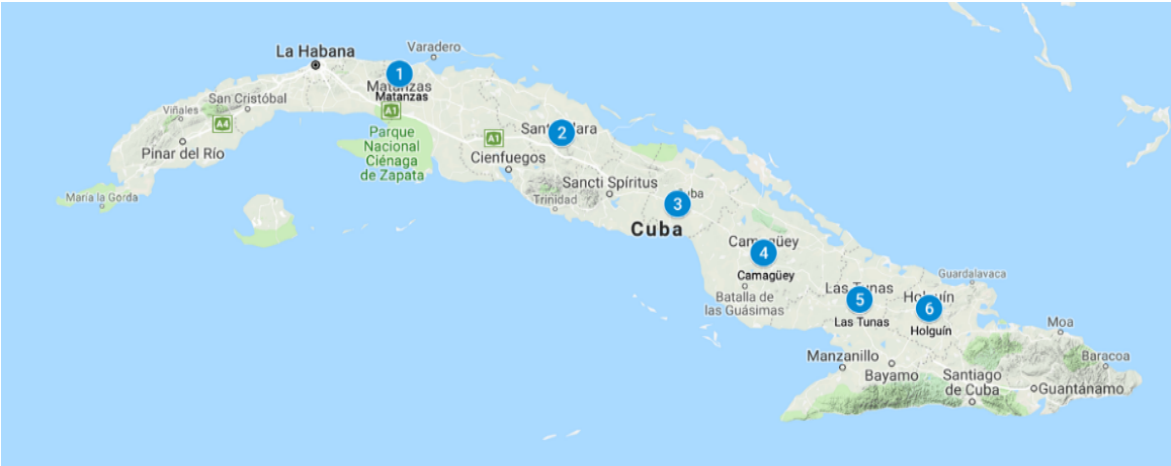 La Habana
Varadero
1
Matanzas
Matanzas
San Cristóbal
Viñales
A4
A1
Pinar del Río
Parque
Nacional
Ciénaga
de Zapata
A1
Santa Clara
2
Cienfuegos
María la Gorda
Sancti Spíritus
Trinidad
3
Cuba
Camagüey
4
Camagüey
Batalla de
las Guásimas
Las Tunas
5
Las Tunas
Guardalavaca
Holguín
6
Holguín
Moa
Manzanillo
Bayamo
Santiago
de Cuba
Baracoa
Guantánamo